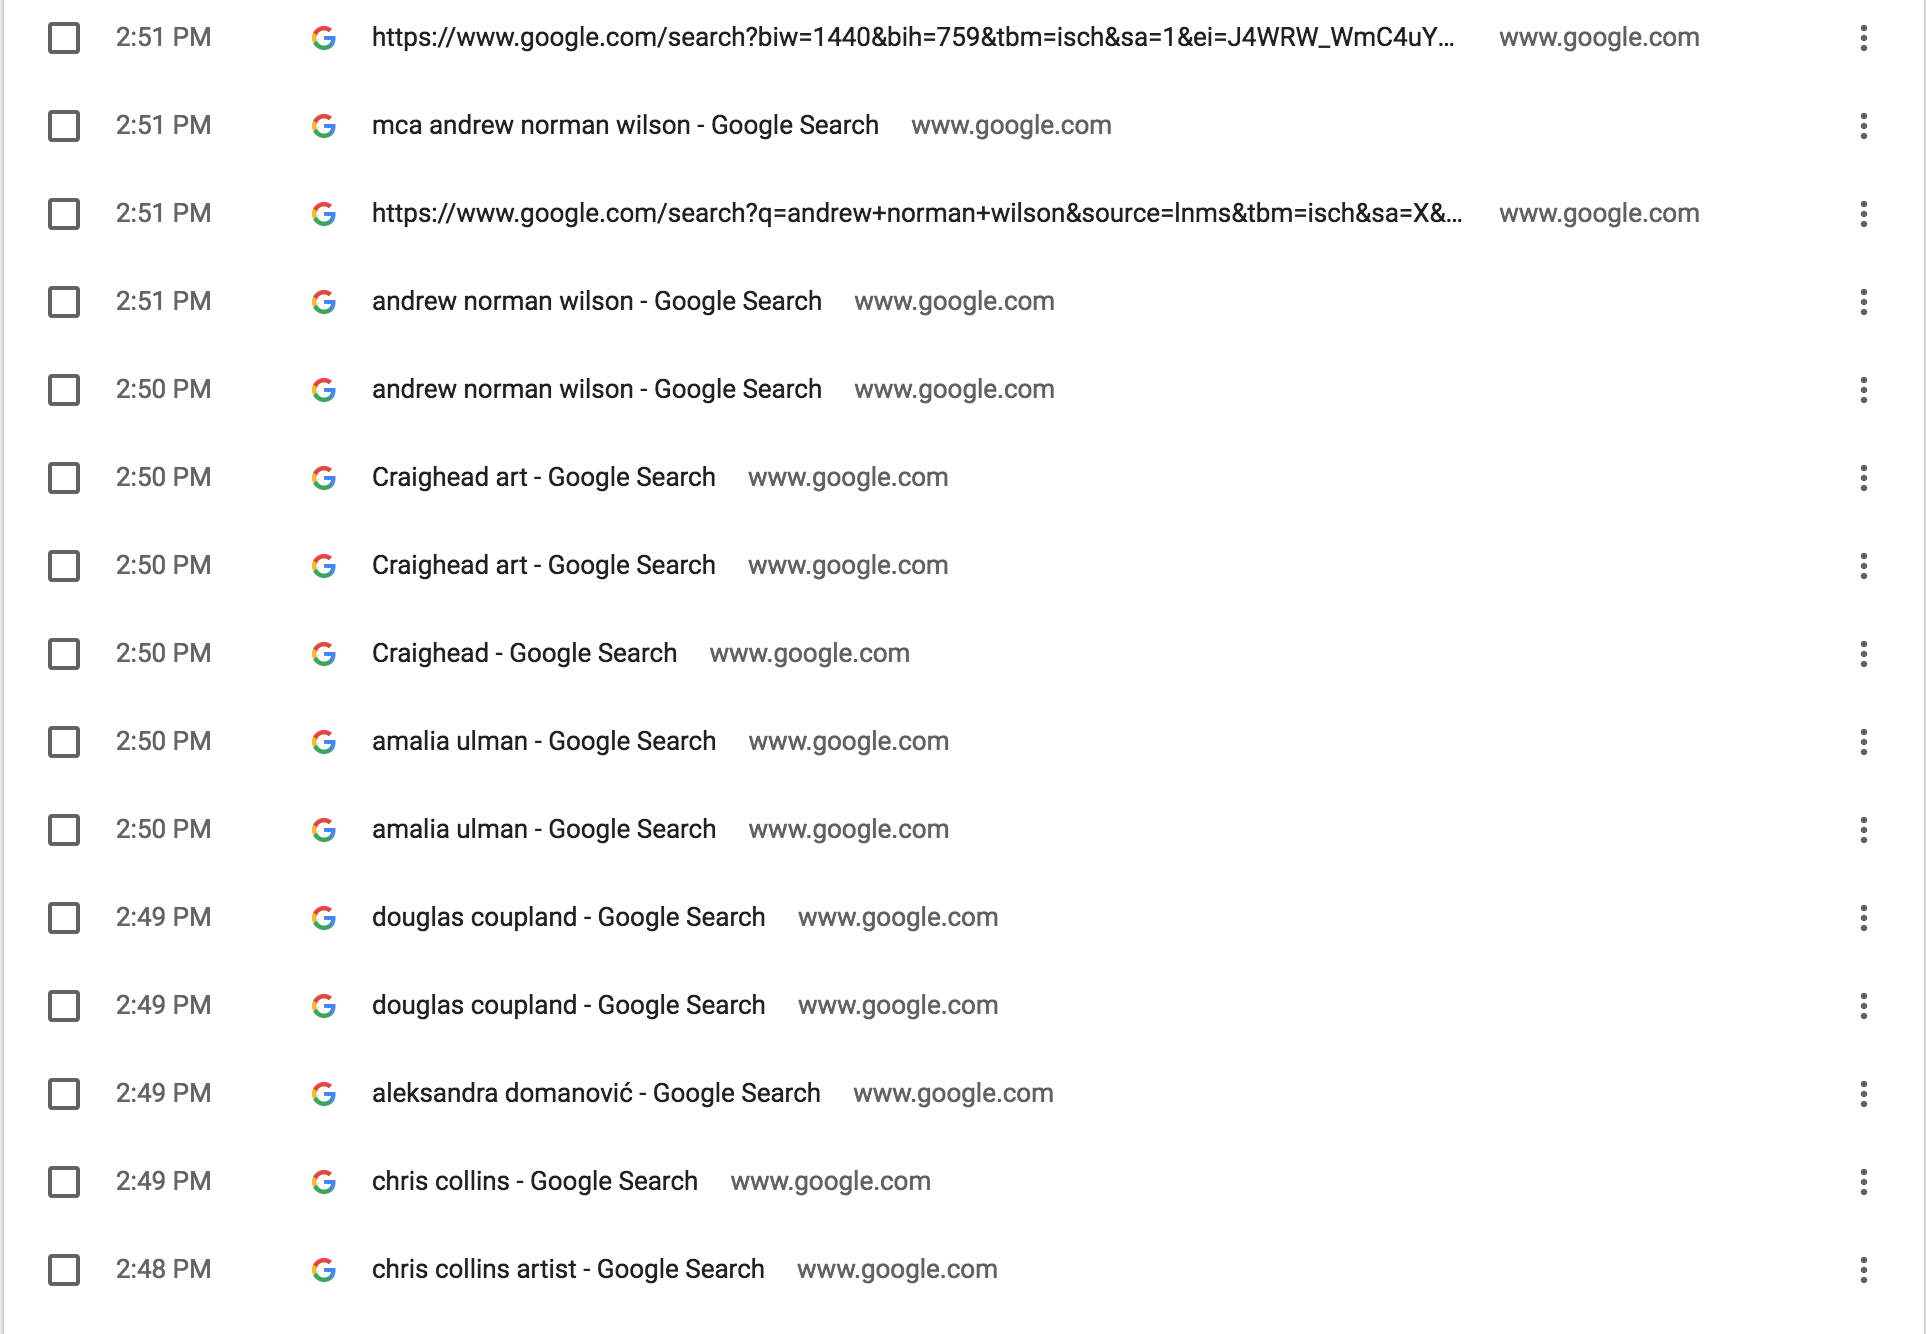 2:51 PM https://www.google.com/search?biw=1440&bih=759&tbm=isch&sa=1&ei=J4WRW_WmC4uY... www.google.com
2:51 PM mca andrew norman wilson - Google Search www.google.com
2:51 PM https://www.google.com/search?q=andrew+norman+wilson&source=lnms&tbm=isch&sa=X&... www.google.com
2:51 PM andrew norman wilson - Google Search www.google.com
2:50 PM andrew norman wilson - Google Search www.google.com
2:50 PM Craighead art - Google Search www.google.com
2:50 PM Craighead art - Google Search www.google.com
2:50 PM Craighead - Google Search www.google.com
2:50 PM amalia ulman - Google Search www.google.com
2:50 PM amalia ulman - Google Search www.google.com
2:49 PM douglas coupland - Google Search www.google.com
2:49 PM douglas coupland - Google Search www.google.com
2:49 PM aleksandra domanović - Google Search www.google.com
2:49 PM chris collins - Google Search www.google.com
2:48 PM chris collins artist - Google Search www.google.com